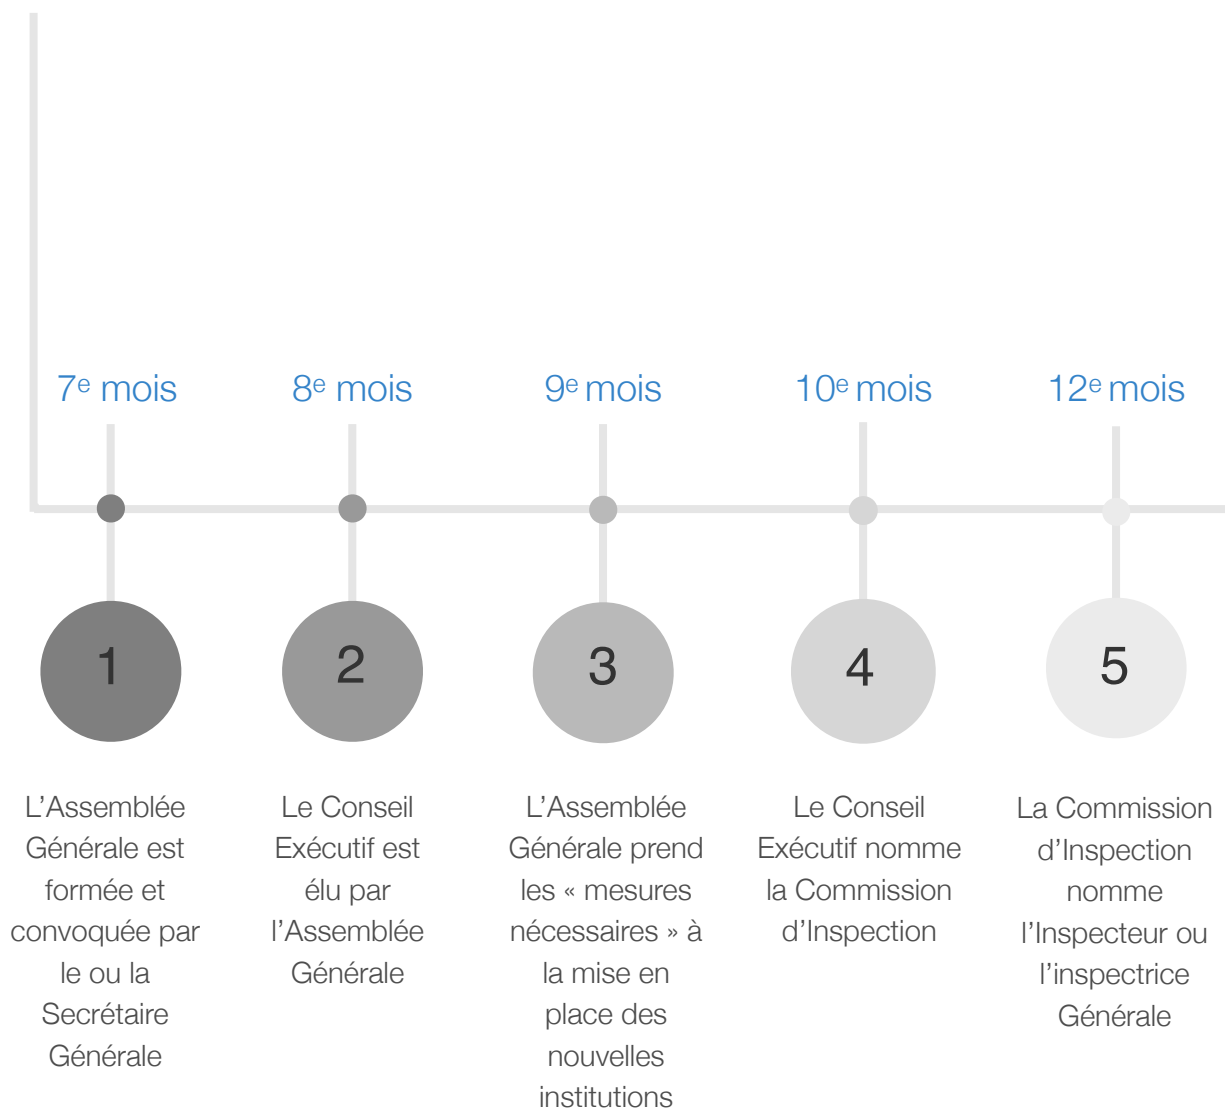 7e mois
8e mois
9e mois
10e mois
12e mois
1
2
3
4
5
L’Assemblée
Générale est
formée et
convoquée par
le ou la
Secrétaire
Générale
Le Conseil
Exécutif est
élu par
l’Assemblée
Générale
L’Assemblée
Générale prend
les « mesures
nécessaires » à
la mise en
place des
nouvelles
institutions
Le Conseil
Exécutif nomme
la Commission
d’Inspection
La Commission
d’Inspection
nomme
l’Inspecteur ou
l’inspectrice
Générale